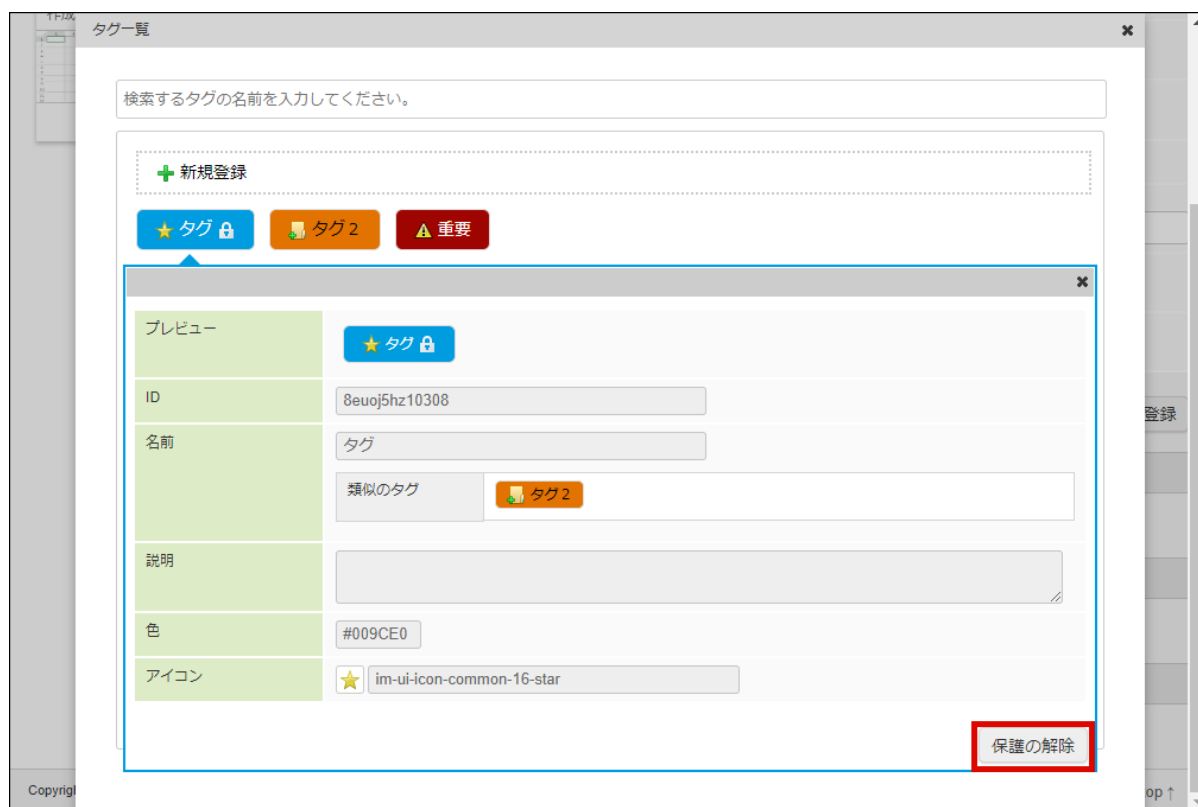 作成
タグ一覧
検索するタグの名前を入力してください。
新規登録
タグ タグ2 重要
プレビュー タグ
ID 8euoj5hz10308
登録
名前 タグ
類似のタグ タグ2
説明
色 #009CE0
アイコン im-ui-icon-common-16-star
保護の解除
Copyrig op ↑